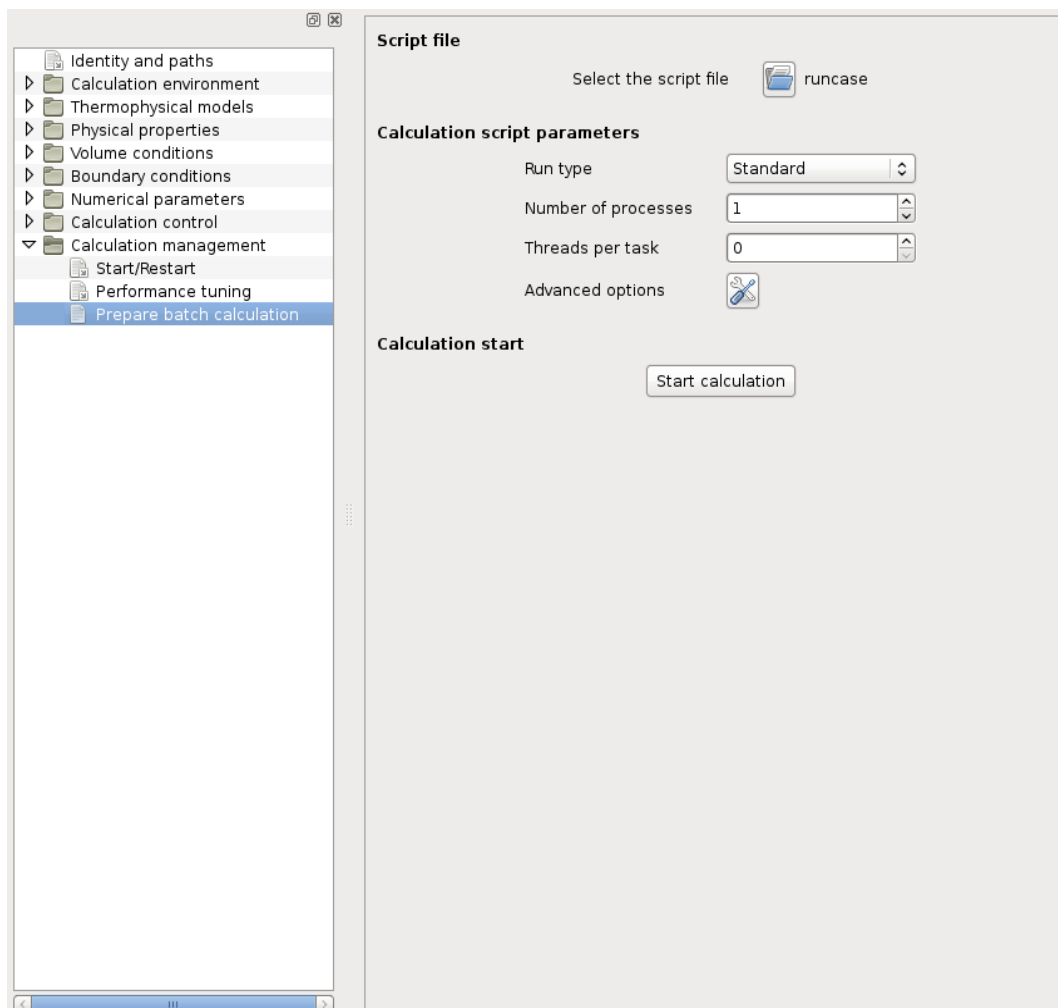 Identity and paths
Calculation environment
Thermophysical models
Physical properties
Volume conditions
Boundary conditions
Numerical parameters
Calculation control
Calculation management
Start/Restart
Performance tuning
Prepare batch calculation
Script file
Select the script file runcase
Calculation script parameters
Run type Standard
Number of processes 1
Threads per task 0
Advanced options
Calculation start
Start calculation